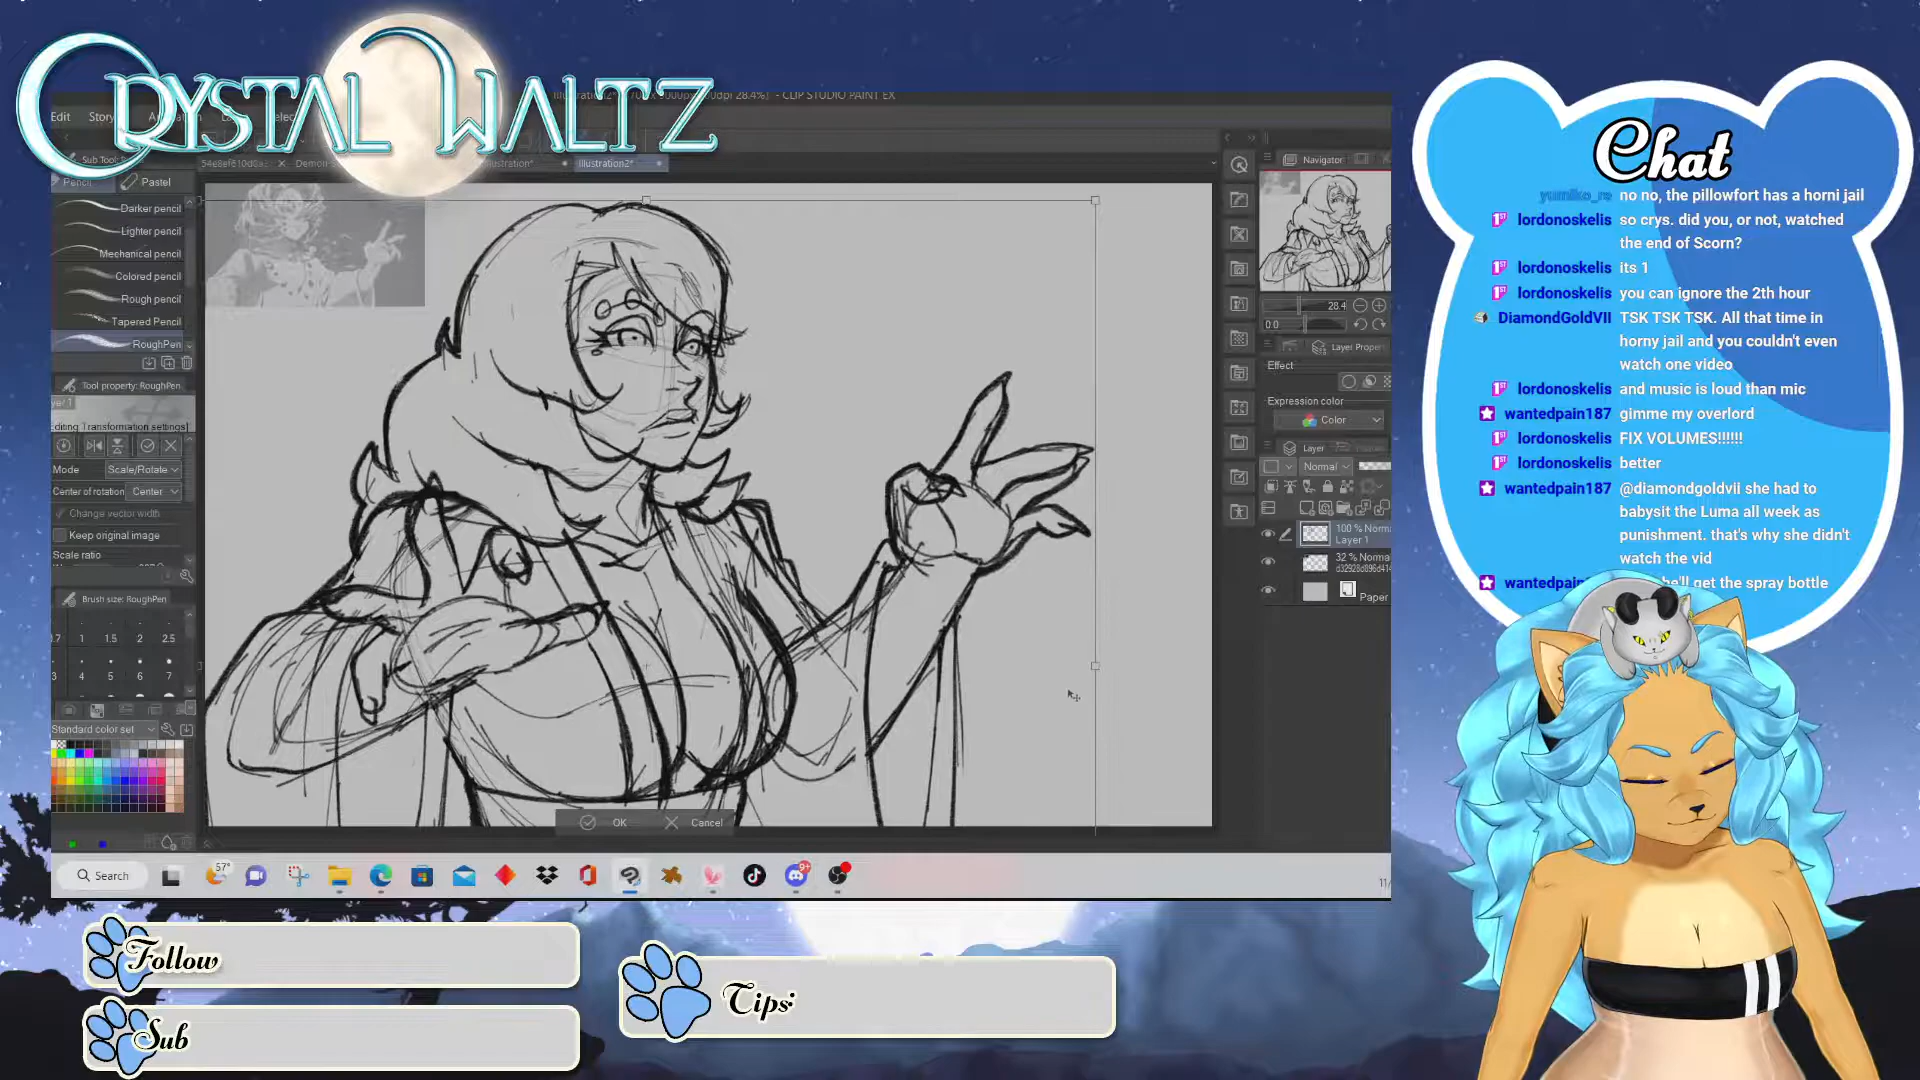 CRYSTAL WALTZ
CLIP STUDIO PAINT EX
Edit
Story
Pencil
Pastel
Darker pencil
Lighter pencil
Mechanical pencil
Colored pencil
Rough pencil
Tapered Pencil
RoughPen
Tool property: RoughPen
Editing Transformation settings]
Mode
Scale/Rotate
Center of rotation
Center
Change vector width
Keep original image
Scale ratio
Brush size: RoughPen
1
1.5
2
2.5
3
4
5
6
7
Standard color set
Illustration2*
OK
Cancel
Navigator
28.4
0.0
Effect
Expression color
Color
Layer
Normal
100 %
Layer 1
32 % Normal
Paper
Search
57°
9+
Follow
Sub
Tips:
Chat
yumiko_re no no, the pillowfort has a horni jail
lordonoskelis so crys. did you, or not, watched
the end of Scorn?
lordonoskelis its 1
lordonoskelis you can ignore the 2th hour
DiamondGoldVII TSK TSK TSK. All that time in
horny jail and you couldn't even
watch one video
lordonoskelis and music is loud than mic
wantedpain187 gimme my overlord
lordonoskelis FIX VOLUMES!!!!!!
lordonoskelis better
wantedpain187 @diamondgoldvii she had to
babysit the Luma all week as
punishment. that's why she didn't
watch the vid
get the spray bottle